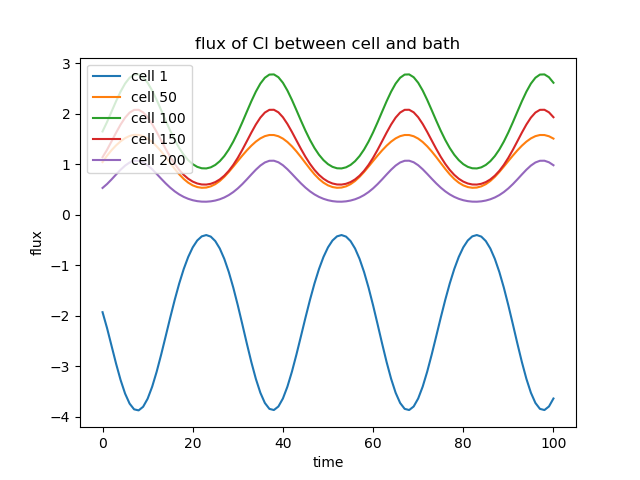 flux of Cl between cell and bath
cell 1
cell 50
cell 100
cell 150
cell 200
3
2
1
0
−1
−2
−3
−4
flux
0
20
40
60
80
100
time